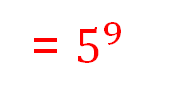 = 5⁹